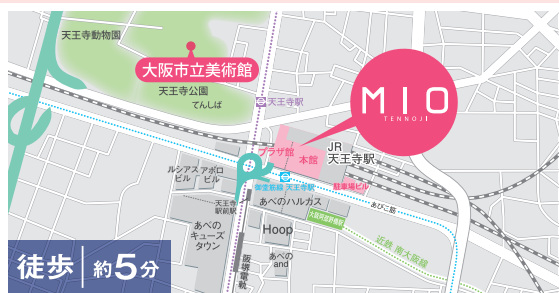 天王寺動物園
大阪市立美術館
天王寺公園
てんしば
天王寺駅
MIO
TENNOJI
プラザ館
本館
JR
天王寺駅
ルシアス
ビル
アポロ
ビル
御堂筋線 天王寺駅
駐車場ビル
天王寺
駅前駅
あべのハルカス
あびこ筋
大阪阿部野橋駅
あべの
キューズ
タウン
Hoop
近鉄 南大阪線
阪堺電軌
あべの
and
徒歩 約5分